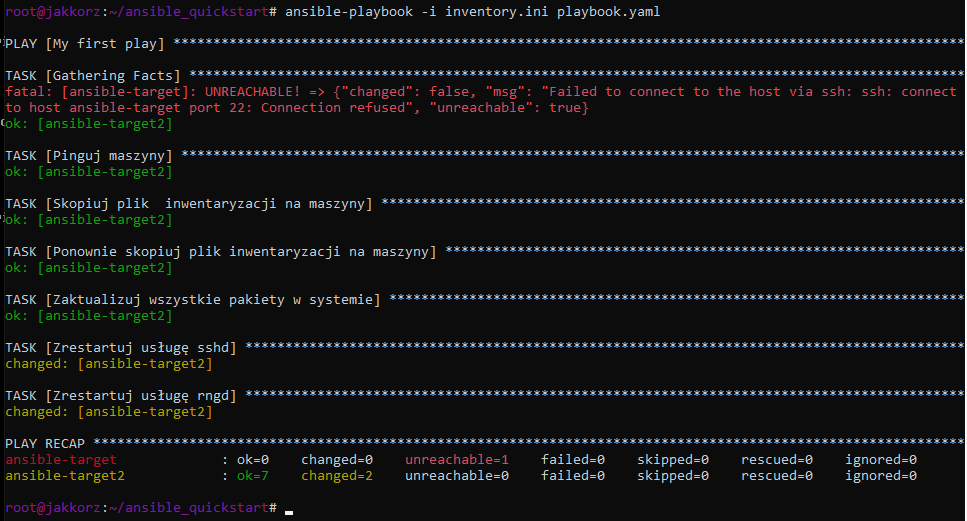 root@jakkorz:~/ansible_quickstart# ansible-playbook -i inventory.ini playbook.yaml
PLAY [My first play] ***************************************************************************************************
TASK [Gathering Facts] *************************************************************************************************
fatal: [ansible-target]: UNREACHABLE! => {"changed": false, "msg": "Failed to connect to the host via ssh: ssh: connect
to host ansible-target port 22: Connection refused", "unreachable": true}
ok: [ansible-target2]
TASK [Pinguj maszyny] **************************************************************************************************
ok: [ansible-target2]
TASK [Skopiuj plik  inwentaryzacji na maszyny] *************************************************************************
ok: [ansible-target2]
TASK [Ponownie skopiuj plik inwentaryzacji na maszyny] *****************************************************************
ok: [ansible-target2]
TASK [Zaktualizuj wszystkie pakiety w systemie] ************************************************************************
ok: [ansible-target2]
TASK [Zrestartuj usługę sshd] ******************************************************************************************
changed: [ansible-target2]
TASK [Zrestartuj usługę rngd] ******************************************************************************************
changed: [ansible-target2]
PLAY RECAP *************************************************************************************************************
ansible-target             : ok=0    changed=0    unreachable=1    failed=0    skipped=0    rescued=0    ignored=0
ansible-target2            : ok=7    changed=2    unreachable=0    failed=0    skipped=0    rescued=0    ignored=0
root@jakkorz:~/ansible_quickstart#